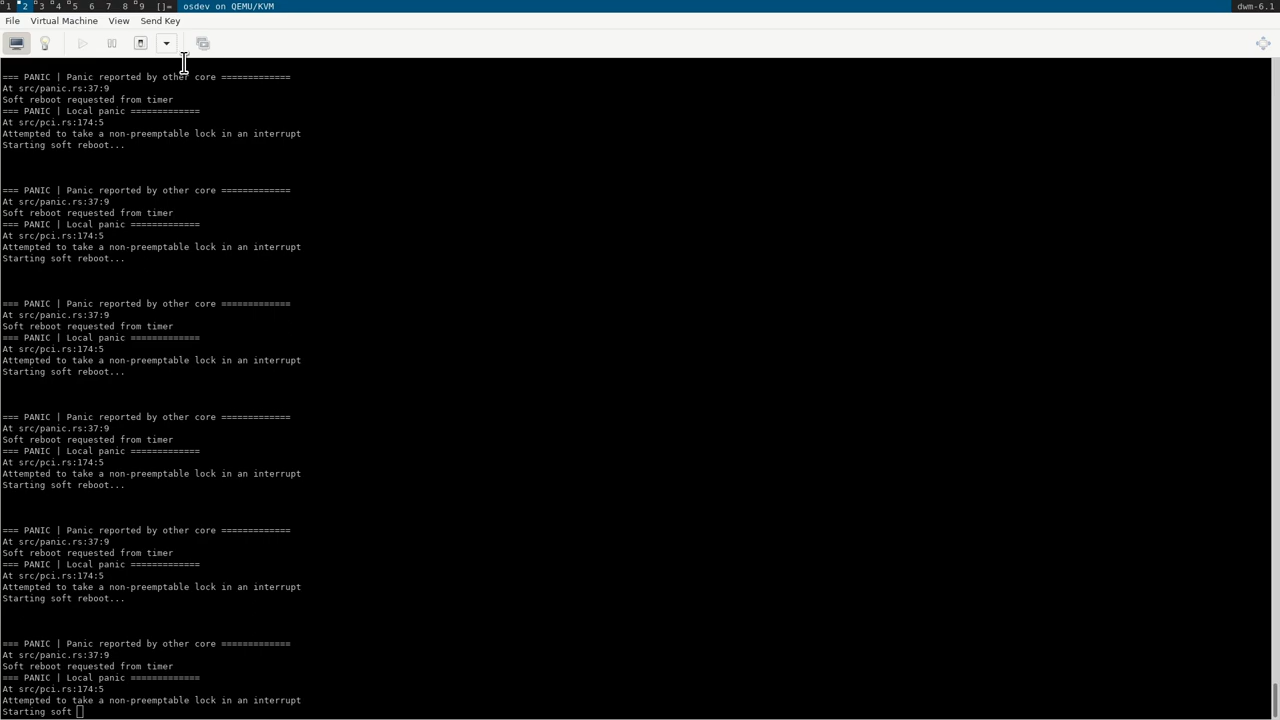 1 2 3 4 5 6 7 8 9 []= osdev on QEMU/KVM dwm-6.1
File Virtual Machine View Send Key
=== PANIC | Panic reported by other core =============
At src/panic.rs:37:9
Soft reboot requested from timer
=== PANIC | Local panic =============
At src/pci.rs:174:5
Attempted to take a non-preemptable lock in an interrupt
Starting soft reboot...
=== PANIC | Panic reported by other core =============
At src/panic.rs:37:9
Soft reboot requested from timer
=== PANIC | Local panic =============
At src/pci.rs:174:5
Attempted to take a non-preemptable lock in an interrupt
Starting soft reboot...
=== PANIC | Panic reported by other core =============
At src/panic.rs:37:9
Soft reboot requested from timer
=== PANIC | Local panic =============
At src/pci.rs:174:5
Attempted to take a non-preemptable lock in an interrupt
Starting soft reboot...
=== PANIC | Panic reported by other core =============
At src/panic.rs:37:9
Soft reboot requested from timer
=== PANIC | Local panic =============
At src/pci.rs:174:5
Attempted to take a non-preemptable lock in an interrupt
Starting soft reboot...
=== PANIC | Panic reported by other core =============
At src/panic.rs:37:9
Soft reboot requested from timer
=== PANIC | Local panic =============
At src/pci.rs:174:5
Attempted to take a non-preemptable lock in an interrupt
Starting soft reboot...
=== PANIC | Panic reported by other core =============
At src/panic.rs:37:9
Soft reboot requested from timer
=== PANIC | Local panic =============
At src/pci.rs:174:5
Attempted to take a non-preemptable lock in an interrupt
Starting soft